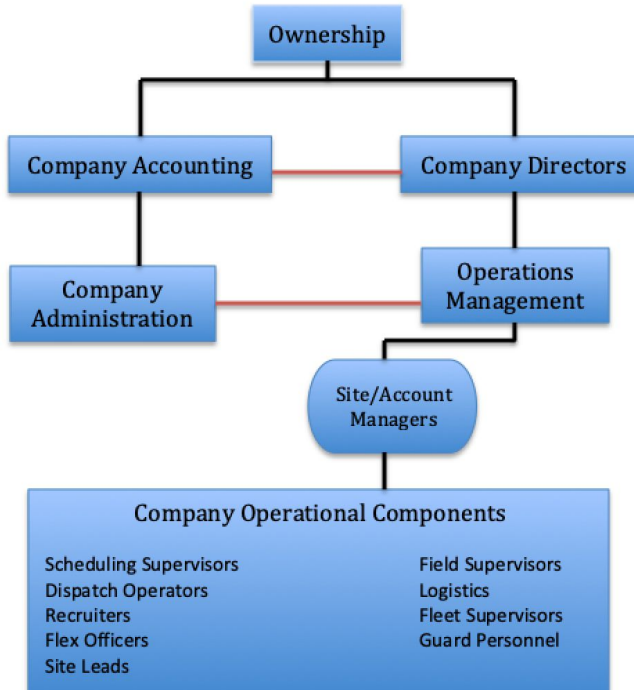 Ownership
Company Accounting
Company Directors
Company
Administration
Operations
Management
Site/Account
Managers
Company Operational Components
Scheduling Supervisors
Dispatch Operators
Recruiters
Flex Officers
Site Leads
Field Supervisors
Logistics
Fleet Supervisors
Guard Personnel